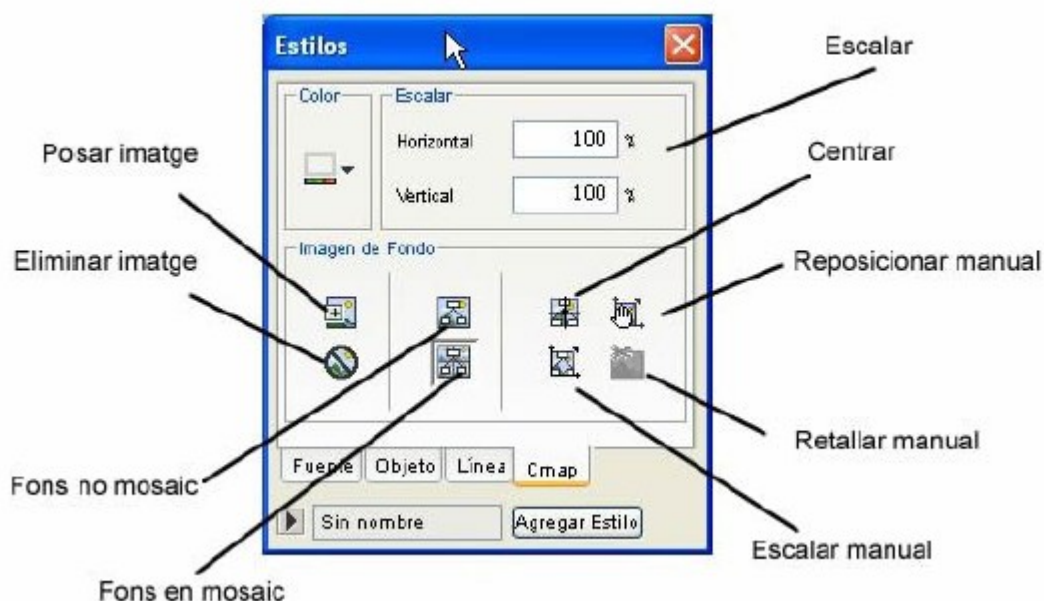 Estilos
Escalar
Color
Escalar
Horizontal
100 %
Posar imatge
Centrar
Vertical
100 %
Eliminar imatge
Imagen de Fondo
Reposicionar manual
Retallar manual
Fuente
Objeto
Línea
Cmap
Fons no mosaic
Sin nombre
Agregar Estilo
Escalar manual
Fons en mosaic